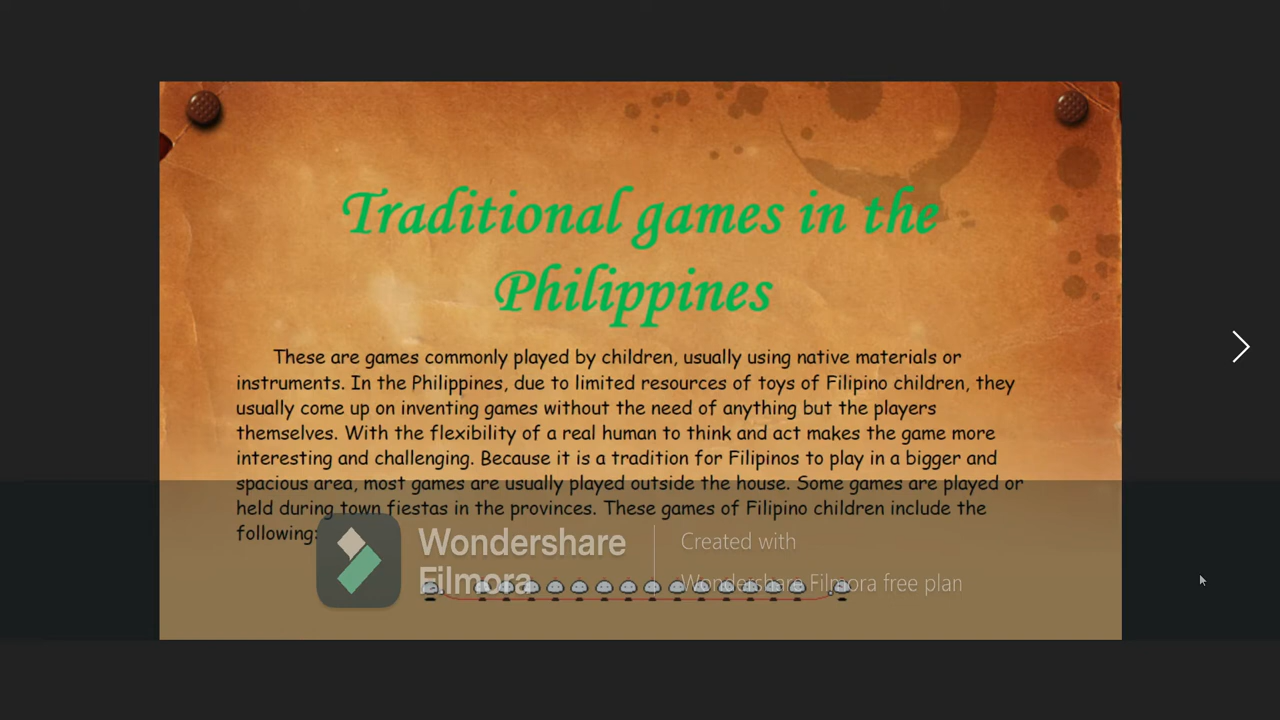 Traditional games in the
Philippines
These are games commonly played by children, usually using native materials or
instruments. In the Philippines, due to limited resources of toys of Filipino children, they
usually come up on inventing games without the need of anything but the players
themselves. With the flexibility of a real human to think and act makes the game more
interesting and challenging. Because it is a tradition for Filipinos to play in a bigger and
spacious area, most games are usually played outside the house. Some games are played or
held during town fiestas in the provinces. These games of Filipino children include the
following:
Wondershare
Filmora
Created with
Wondershare Filmora free plan